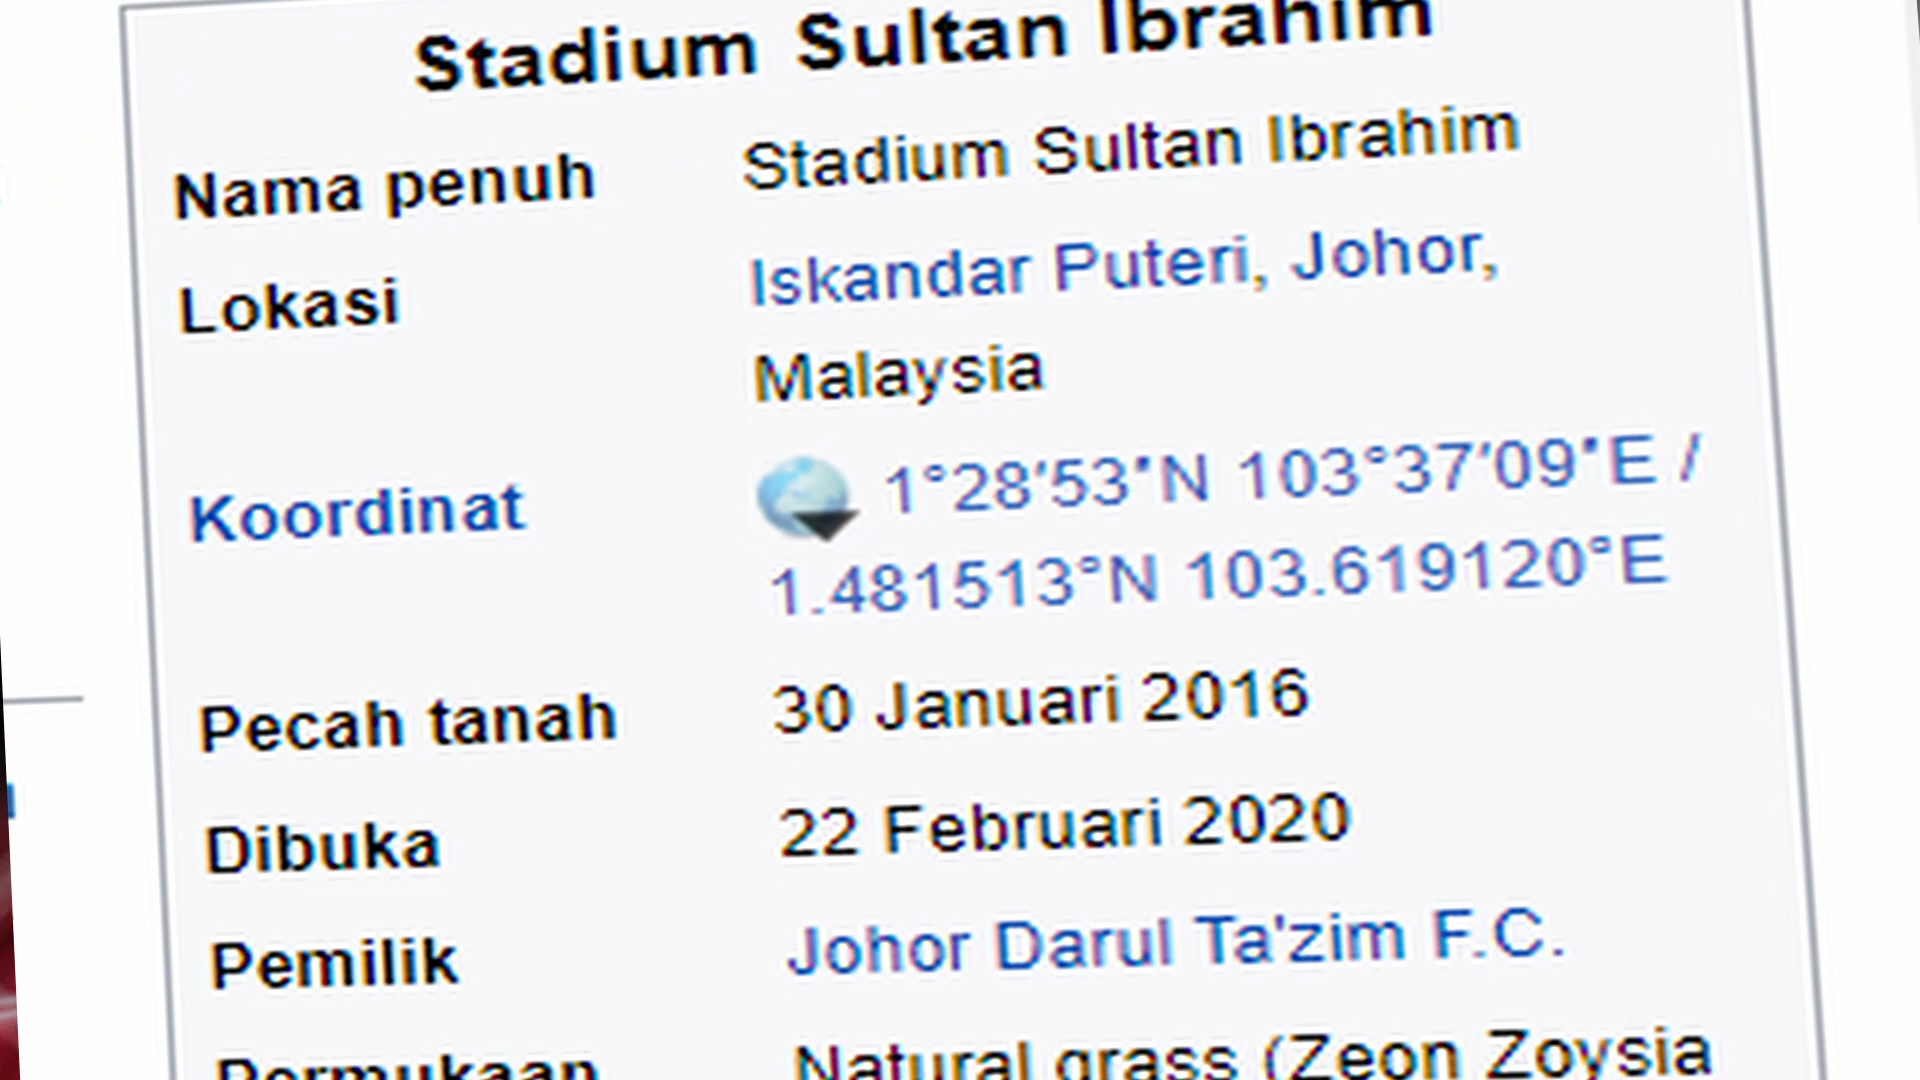 Stadium Sultan Ibrahim
Nama penuh Stadium Sultan Ibrahim
Lokasi Iskandar Puteri, Johor,
Malaysia
Koordinat 1°28′53″N 103°37′09″E /
1.481513°N 103.619120°E
Pecah tanah 30 Januari 2016
Dibuka 22 Februari 2020
Pemilik Johor Darul Ta'zim F.C.
Permukaan Natural grass (Zeon Zoysia